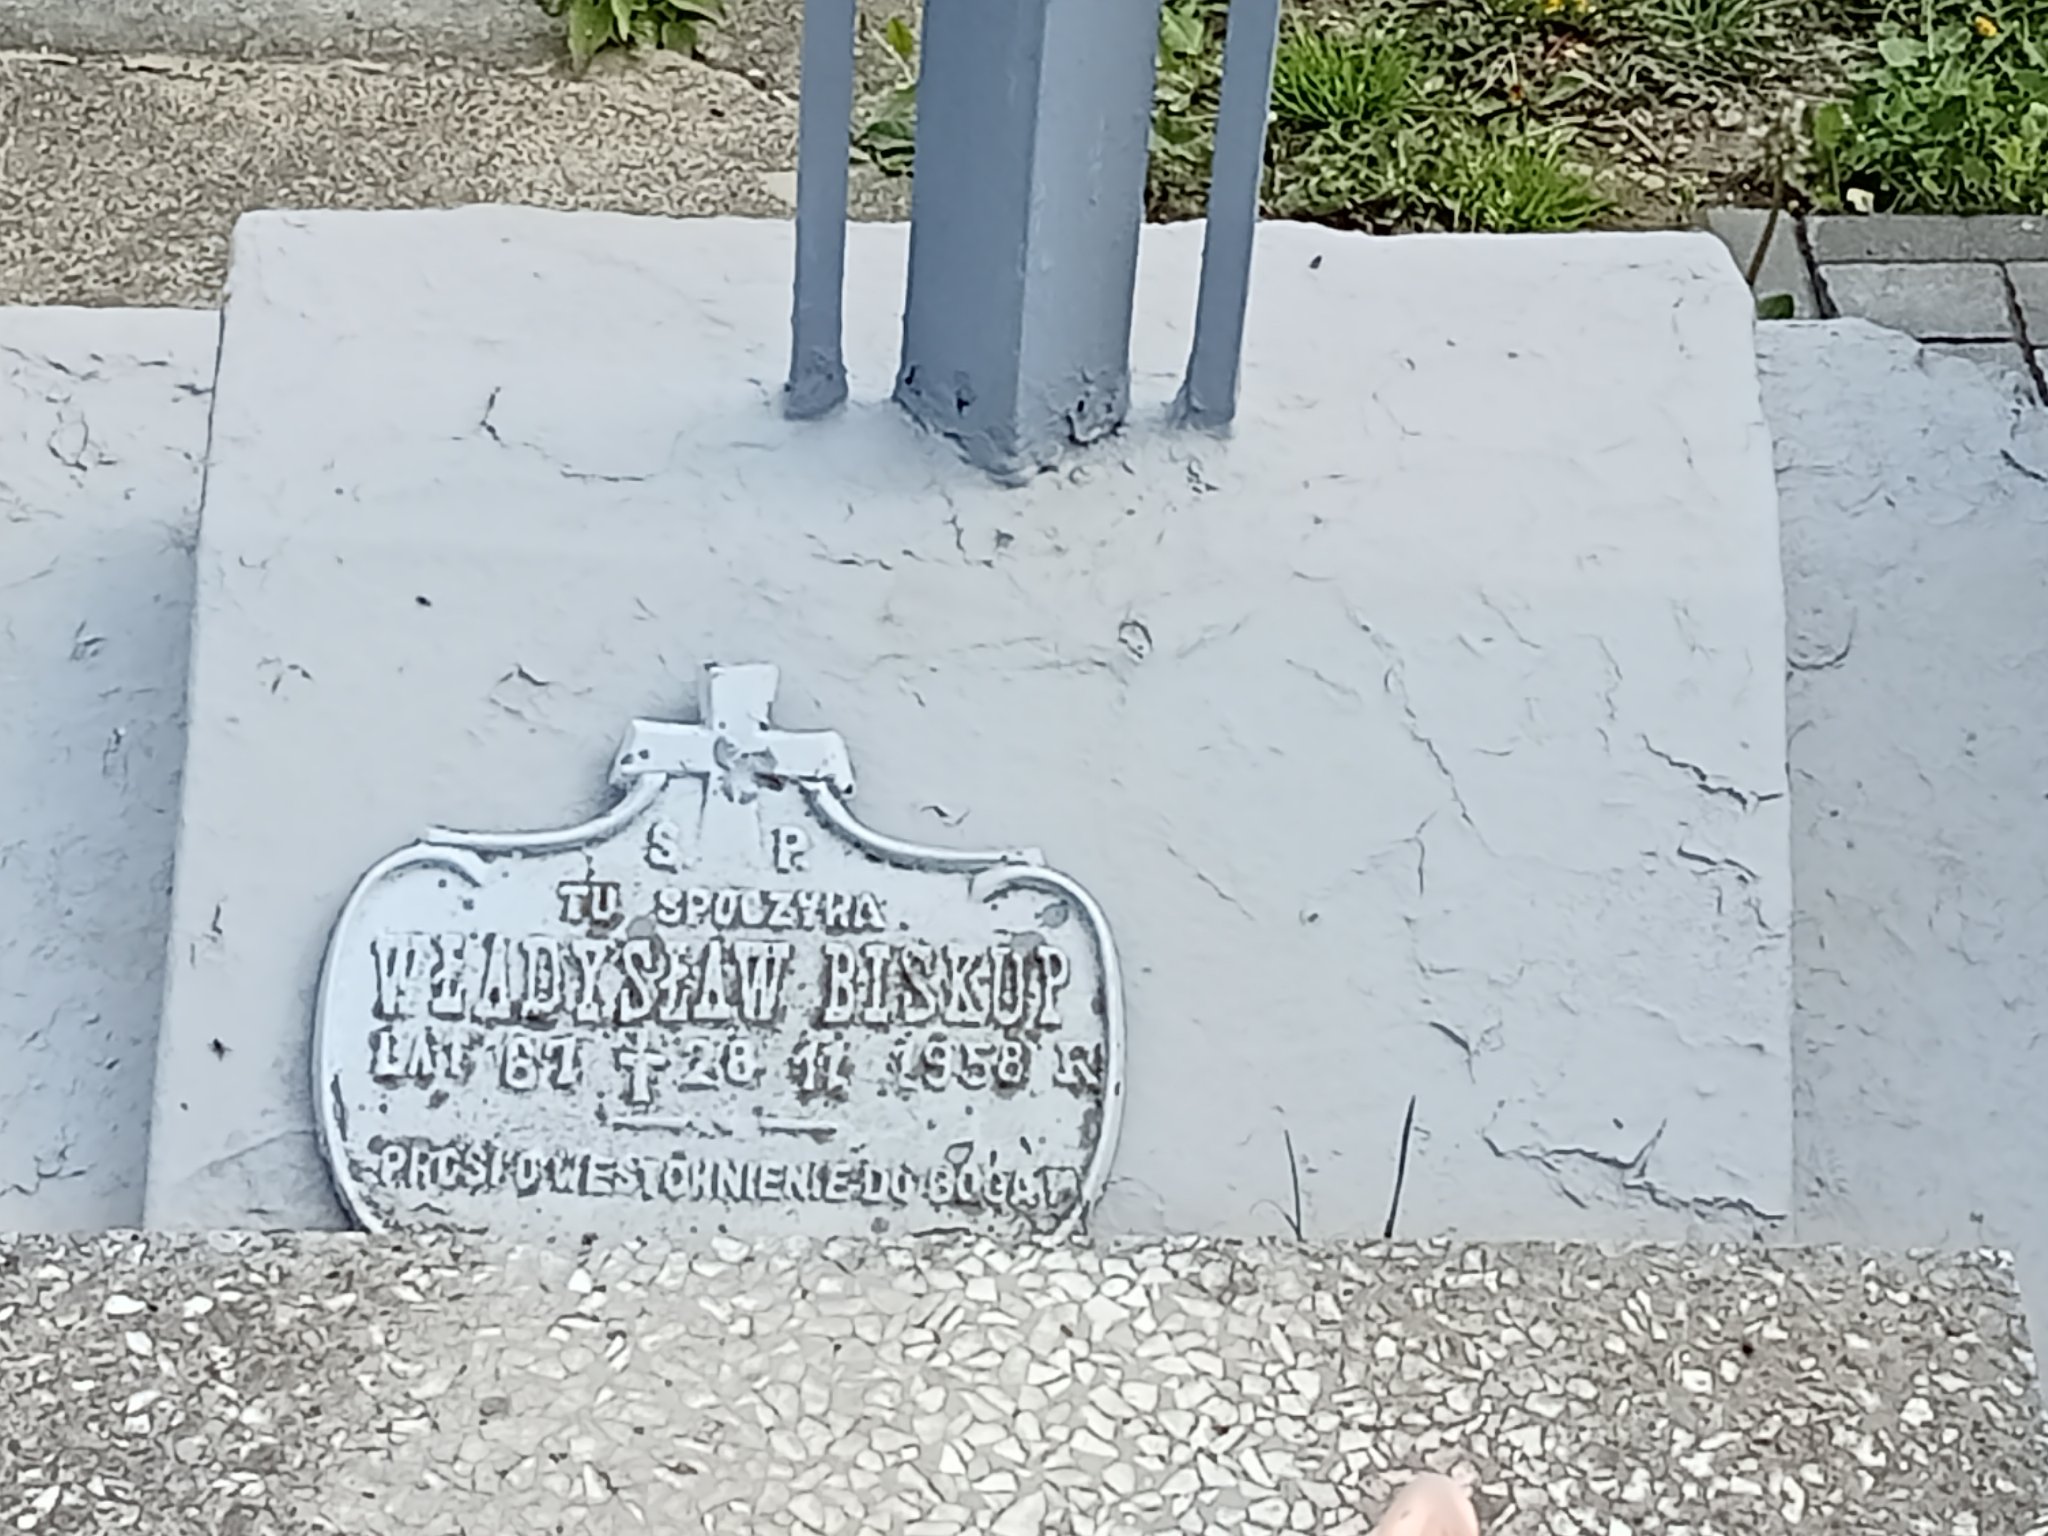 S P.
TU SPOCZYWA
WŁADYSŁAW BISKUP
LAT 67 † 28 11 1958 R
PROSI O WESTCHNIENIE DO BOGA